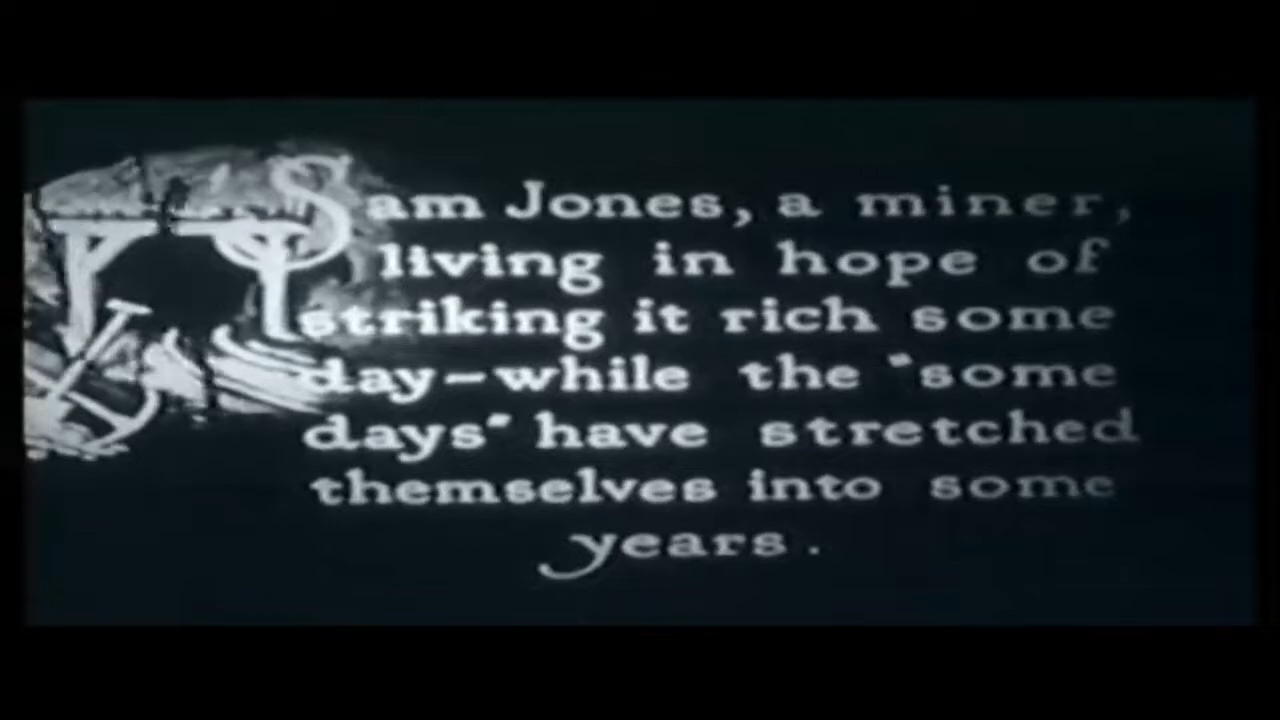 Sam Jones, a miner,
living in hope of
striking it rich some
day-while the "some
days" have stretched
themselves into some
years.